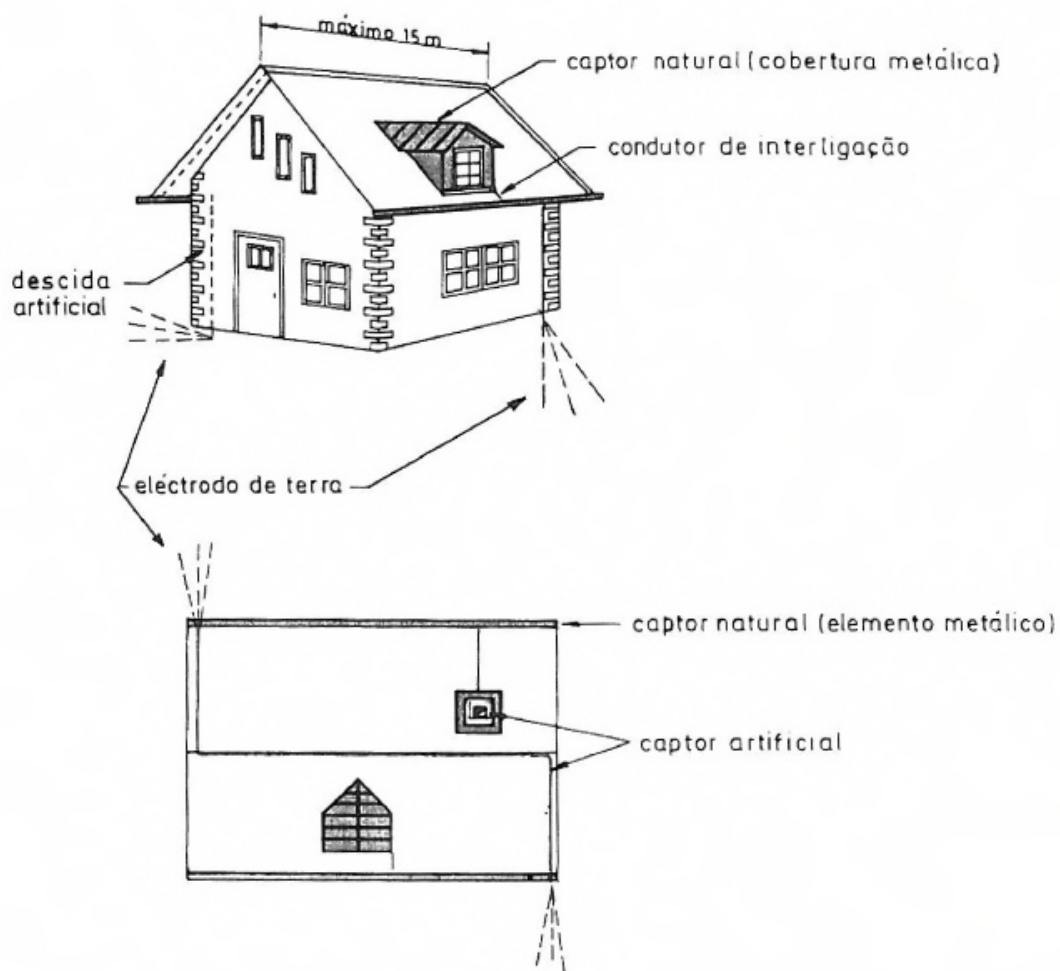 máximo 15 m
captor natural (cobertura metálica)
condutor de interligação
descida
artificial
eléctrodo de terra
captor natural (elemento metálico)
captor artificial